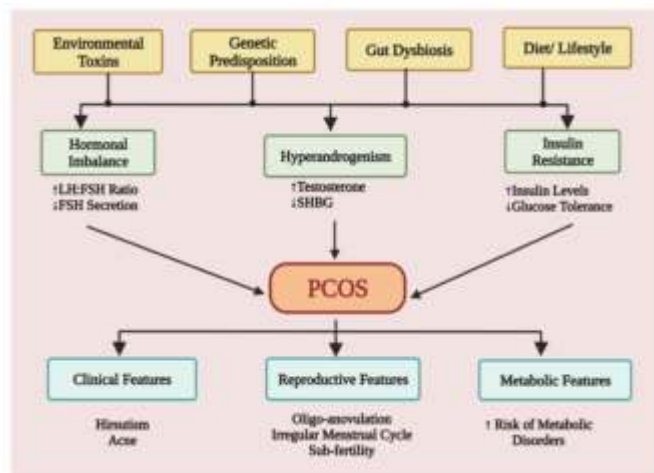 Environmental
Toxins
Genetic
Predisposition
Gut Dysbiosis
Diet/ Lifestyle
Hormonal
Imbalance
Hyperandrogenism
Insulin
Resistance
↑LH:FSH Ratio
↓FSH Secretion
↑Testosterone
↓SHBG
↑Insulin Levels
↓Glucose Tolerance
PCOS
Clinical Features
Reproductive Features
Metabolic Features
Hirsutism
Acne
Oligo-anovulation
Irregular Menstrual Cycle
Sub-fertility
↑ Risk of Metabolic
Disorders